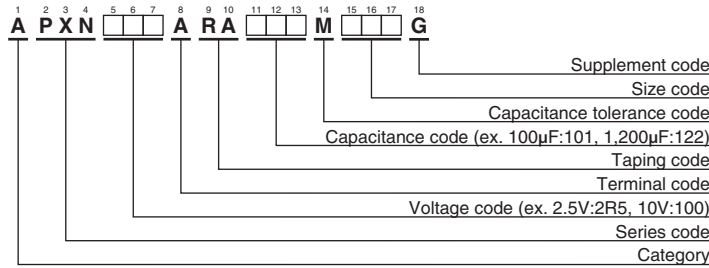 1 2 3 4 5 6 7 8 9 10 11 12 13 14 15 16 17 18
A PXN A RA M G
Supplement code
Size code
Capacitance tolerance code
Capacitance code (ex. 100µF:101, 1,200µF:122)
Taping code
Terminal code
Voltage code (ex. 2.5V:2R5, 10V:100)
Series code
Category